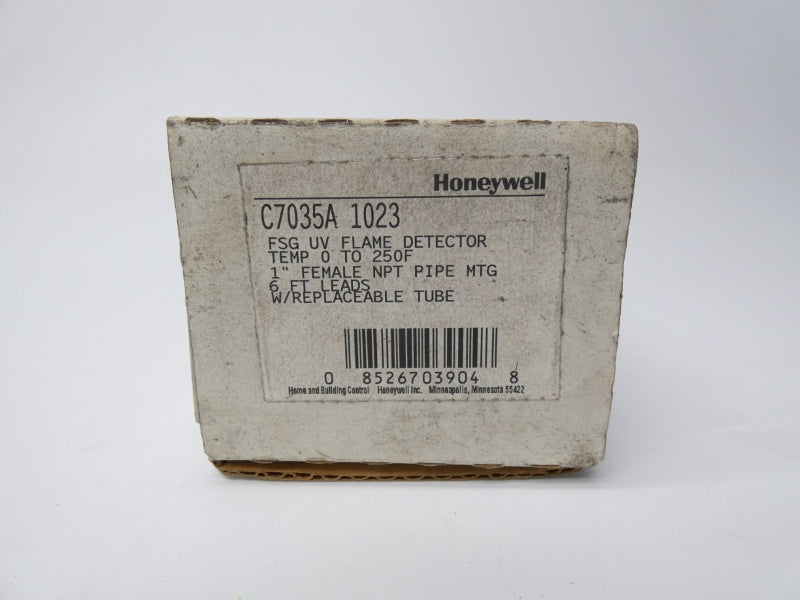 Honeywell
C7035A 1023
FSG UV FLAME DETECTOR
TEMP 0 TO 250F
1" FEMALE NPT PIPE MTG
6 FT LEADS
W/REPLACEABLE TUBE
0 8526703904 8
Home and Building Control Honeywell Inc. Minneapolis, Minnesota 55422